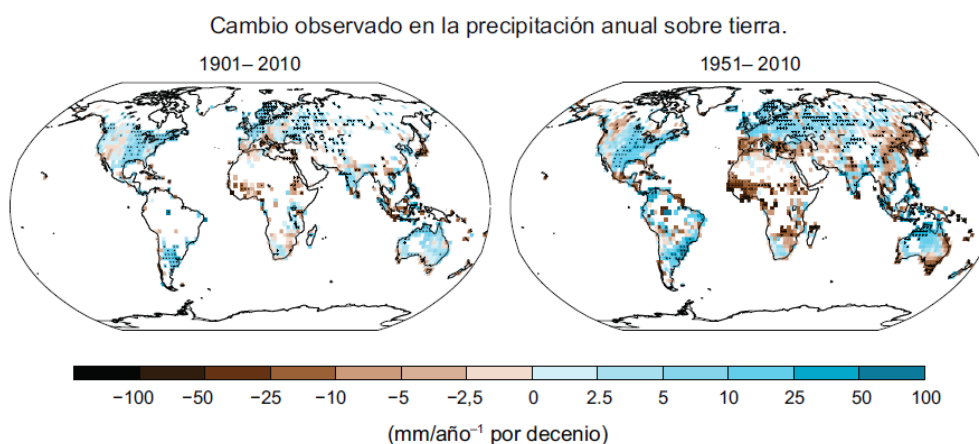 Cambio observado en la precipitación anual sobre tierra.
1901– 2010
1951– 2010
−100 −50 −25 −10 −5 −2,5 0 2.5 5 10 25 50 100
(mm/año⁻¹ por decenio)